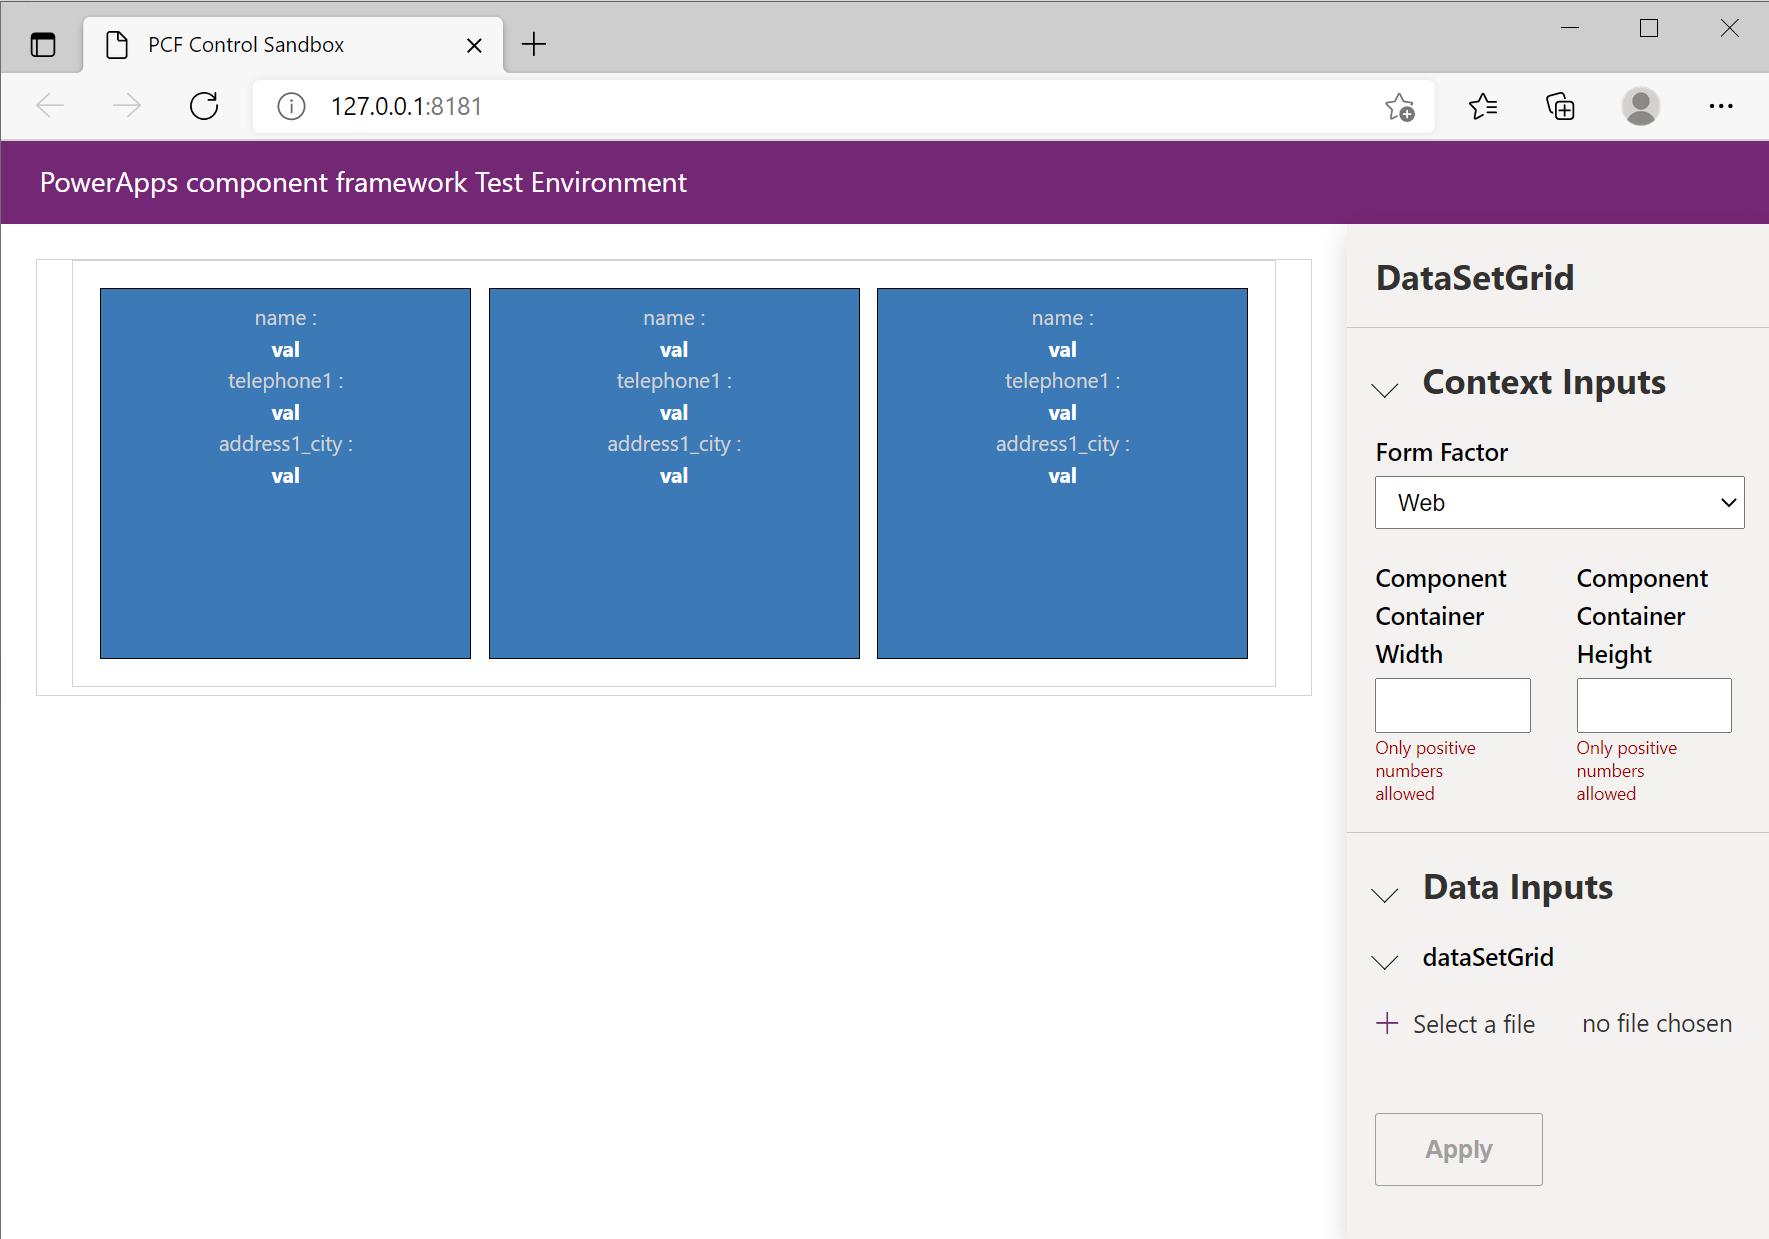 PCF Control Sandbox
127.0.0.1:8181
PowerApps component framework Test Environment
name :
val
telephone1 :
val
address1_city :
val
name :
val
telephone1 :
val
address1_city :
val
name :
val
telephone1 :
val
address1_city :
val
DataSetGrid
Context Inputs
Form Factor
Web
Component
Container
Width
Only positive
numbers
allowed
Component
Container
Height
Only positive
numbers
allowed
Data Inputs
dataSetGrid
Select a file no file chosen
Apply